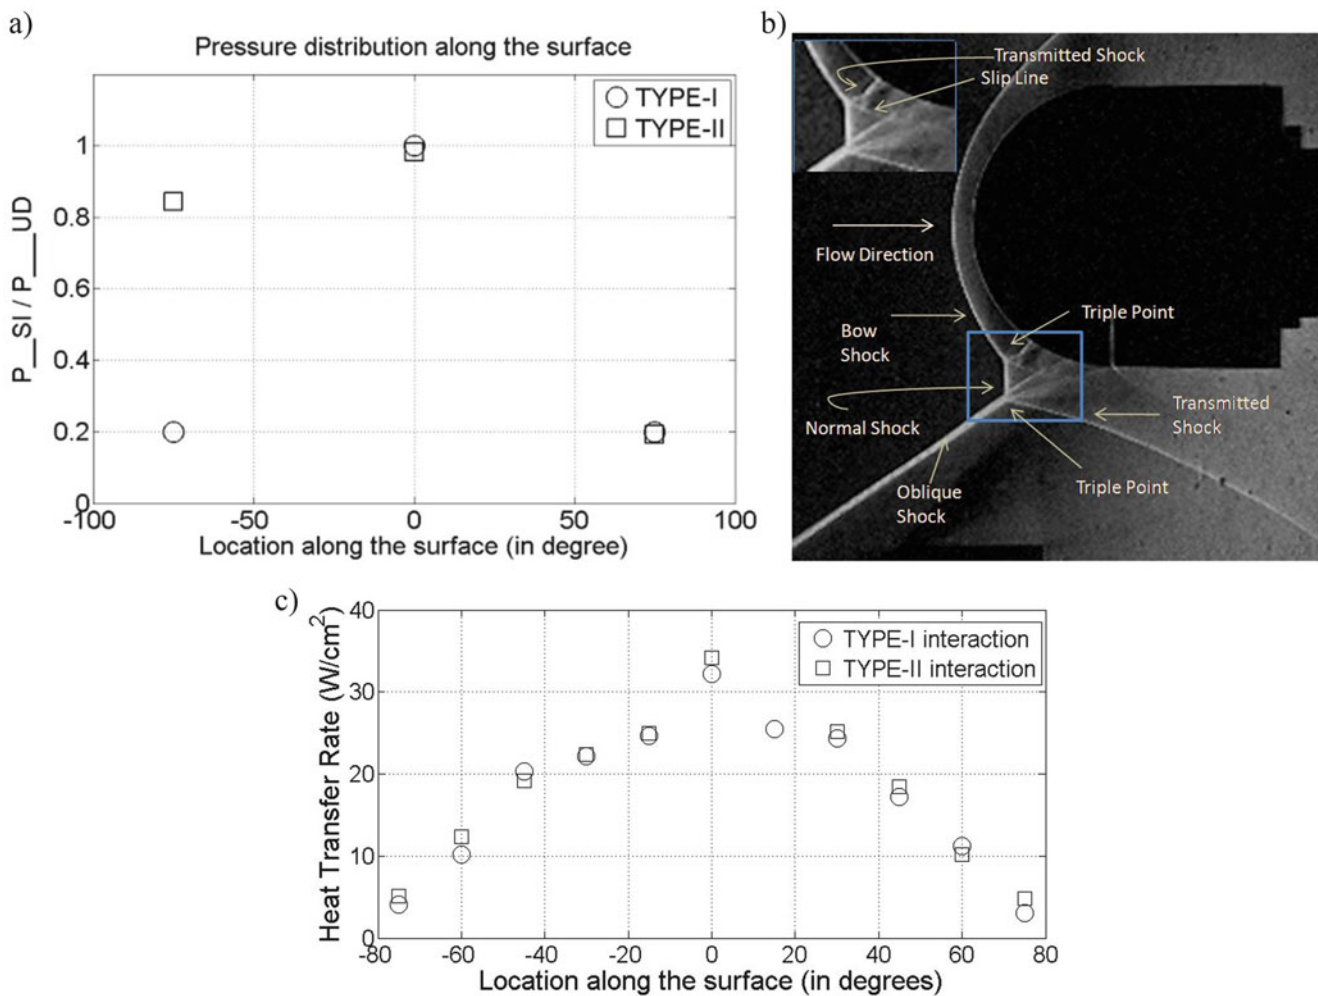 a)
Pressure distribution along the surface
TYPE-I
TYPE-II
1
0.8
0.6
0.4
0.2
0
P__SI / P___UD
-100
-50
0
50
100
Location along the surface (in degree)
b)
Transmitted Shock
Slip Line
Flow Direction
Bow
Shock
Triple Point
Normal Shock
Transmitted
Shock
Oblique
Shock
Triple Point
c)
40
30
20
10
0
Heat Transfer Rate (W/cm²)
TYPE-I interaction
TYPE-II interaction
-80
-60
-40
-20
0
20
40
60
80
Location along the surface (in degrees)